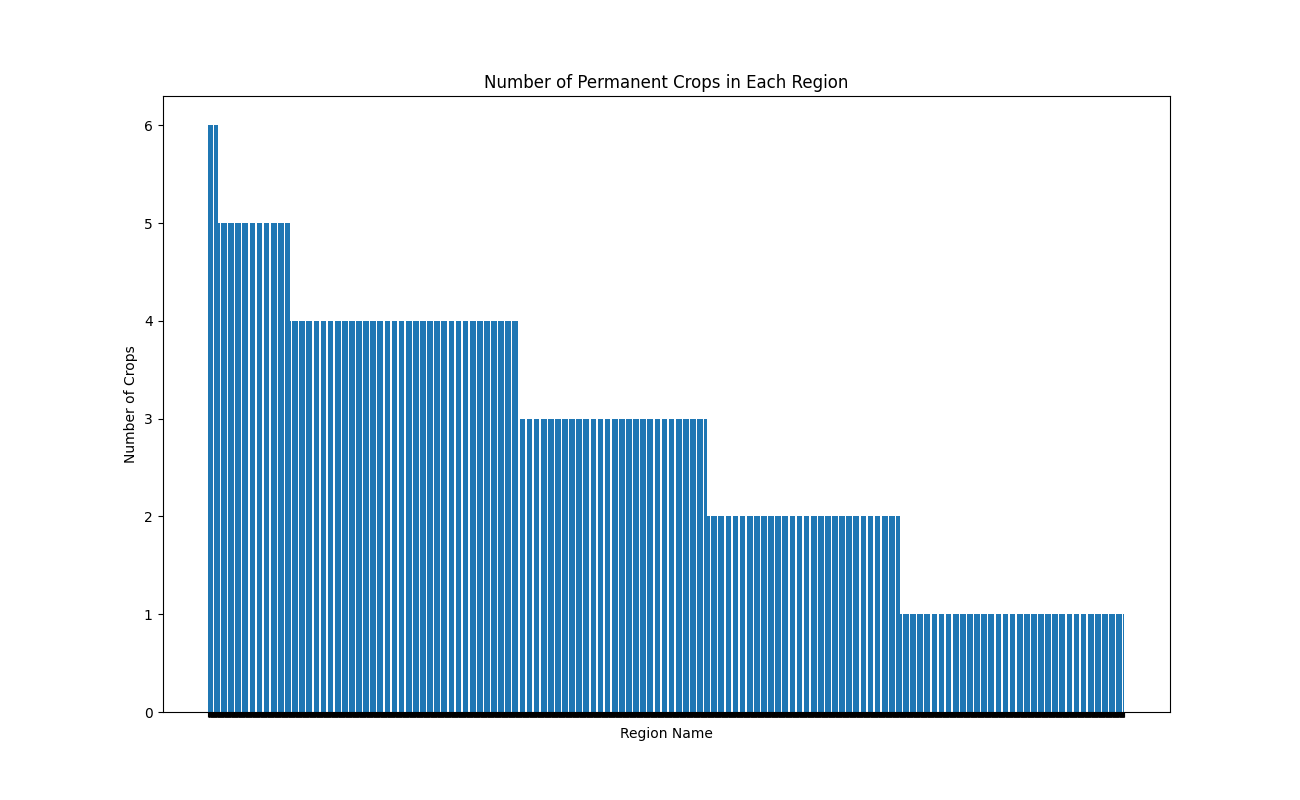 Number of Permanent Crops in Each Region
6
5
4
3
2
1
0
Number of Crops
Region Name